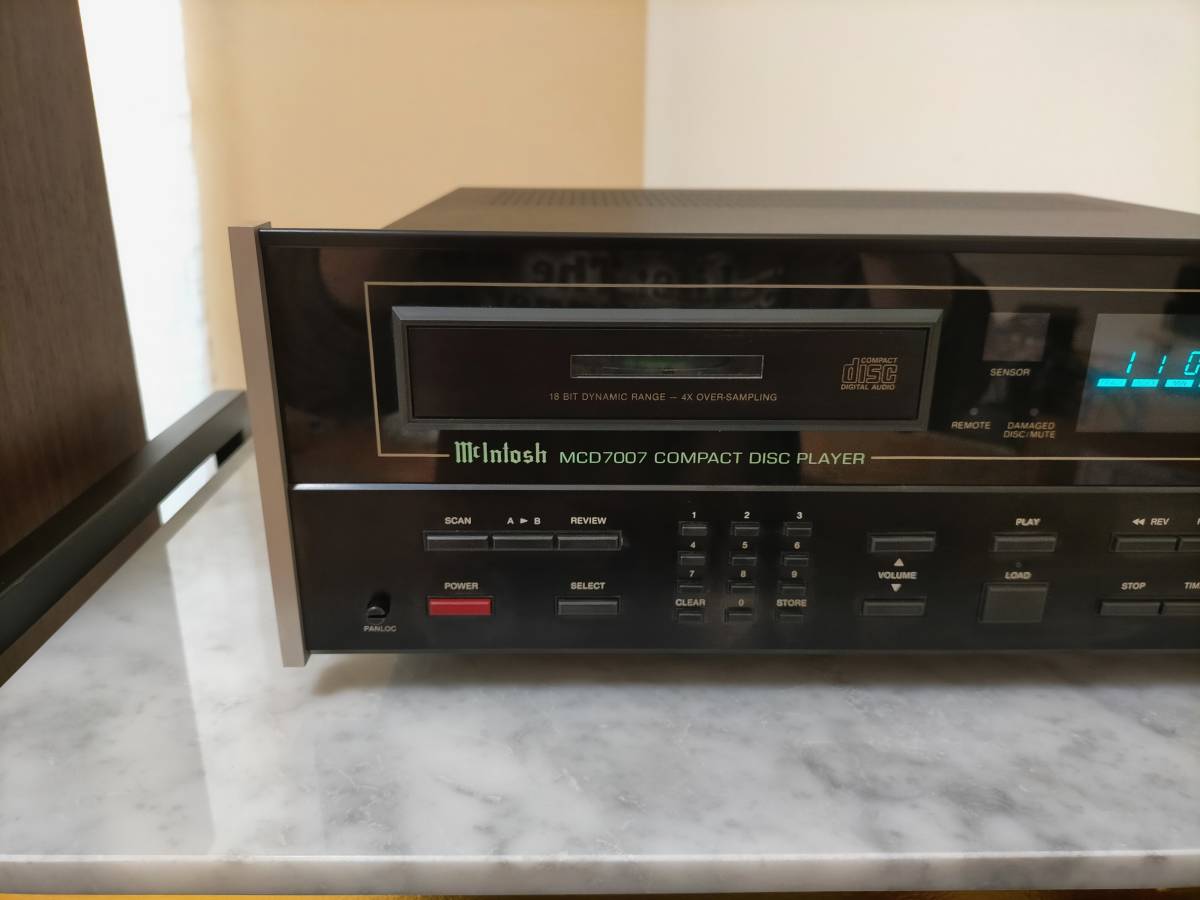 COMPACT
disc
DIGITAL AUDIO
18 BIT DYNAMIC RANGE – 4X OVER-SAMPLING
SENSOR
110
REMOTE
DAMAGED
DISC/MUTE
McIntosh MCD7007 COMPACT DISC PLAYER
SCAN A ► B REVIEW
1 2 3
4 5 6
7 8 9
CLEAR 0 STORE
VOLUME
PLAY
LOAD
◄◄ REV
STOP
TIM
POWER
SELECT
PANLOC